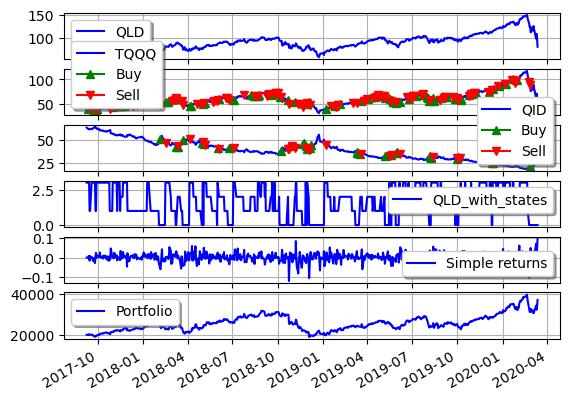 150
100
QLD
TQQQ
Buy
Sell
100
50
QID
Buy
Sell
50
25
2.5
0.0
QLD_with_states
0.1
0.0
−0.1
Simple returns
40000
20000
Portfolio
2017-10
2018-01
2018-04
2018-07
2018-10
2019-01
2019-04
2019-07
2019-10
2020-01
2020-04